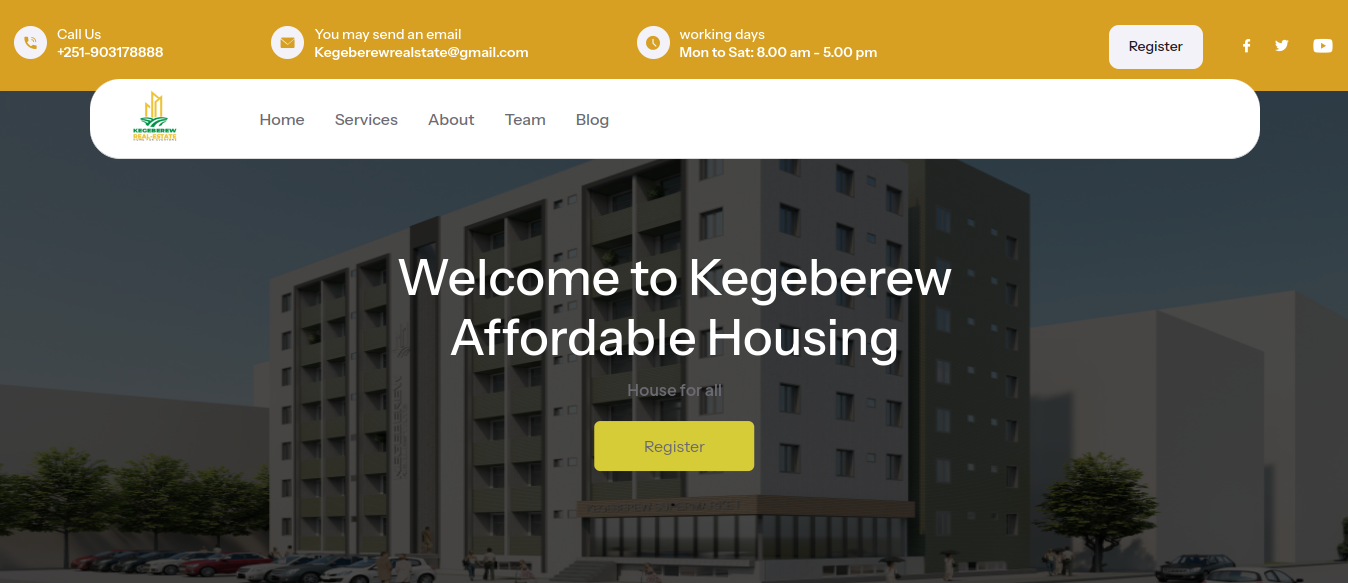 Call Us
+251-903178888
You may send an email
Kegeberewrealstate@gmail.com
working days
Mon to Sat: 8.00 am - 5.00 pm
Register
KEGEBEREW
REAL-ESTATE
Home
Services
About
Team
Blog
Welcome to Kegeberew
Affordable Housing
House for all
Register
KEGEBEREW SUPERMARKET